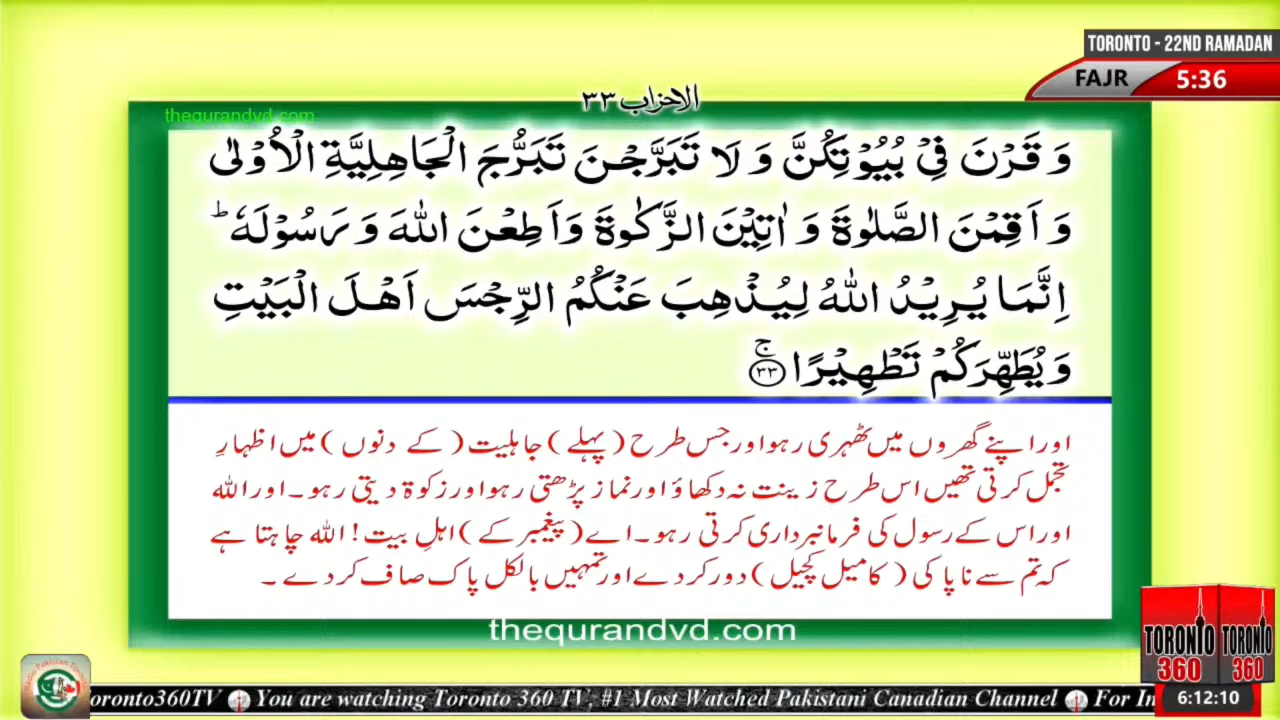 TORONTO - 22ND RAMADAN
FAJR 5:36
الاحزاب ٣٣
thequrandvd.com
وَ قَرْنَ فِیْ بُیُوْتِكُنَّ وَ لَا تَبَرَّجْنَ تَبَرُّجَ الْجَاهِلِیَّةِ الْاُوْلٰی
وَ اَقِمْنَ الصَّلٰوةَ وَ اٰتِیْنَ الزَّكٰوةَ وَ اَطِعْنَ اللّٰهَ وَ رَسُوْلَهٗ ؕ
اِنَّمَا یُرِیْدُ اللّٰهُ لِیُذْهِبَ عَنْكُمُ الرِّجْسَ اَهْلَ الْبَیْتِ
وَ یُطَهِّرَكُمْ تَطْهِیْرًا ۚ ﴿٣٣﴾
اور اپنے گھروں میں ٹھہری رہو اور جس طرح (پہلے) جاہلیت (کے دنوں) میں اظہارِ
تجمل کرتی تھیں اس طرح زینت نہ دکھاؤ اور نماز پڑھتی رہو اور زکوة دیتی رہو۔ اور اللہ
اور اس کے رسول کی فرمانبرداری کرتی رہو۔ اے (پیغمبر کے) اہلِ بیت! اللہ چاہتا ہے
کہ تم سے ناپاکی (کا میل کچیل) دور کردے اور تمہیں بالکل پاک صاف کردے ۔
thequrandvd.com
TORONTO 360 TORONTO 360
oronto360TV You are watching Toronto 360 TV, #1 Most Watched Pakistani Canadian Channel For In
6:12:10